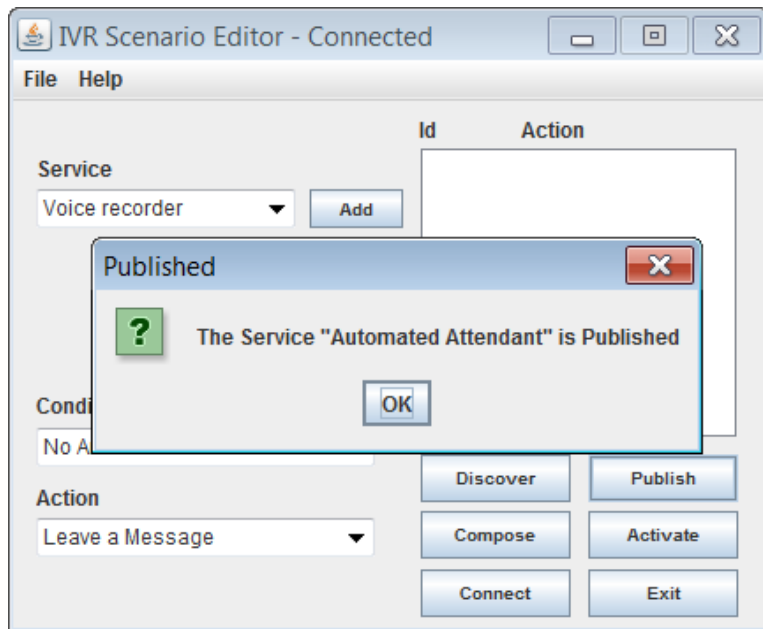 IVR Scenario Editor - Connected
File Help
Id Action
Service
Voice recorder
Add
Published
?
The Service "Automated Attendant" is Published
OK
Condi
No A
Action
Leave a Message
Discover
Publish
Compose
Activate
Connect
Exit